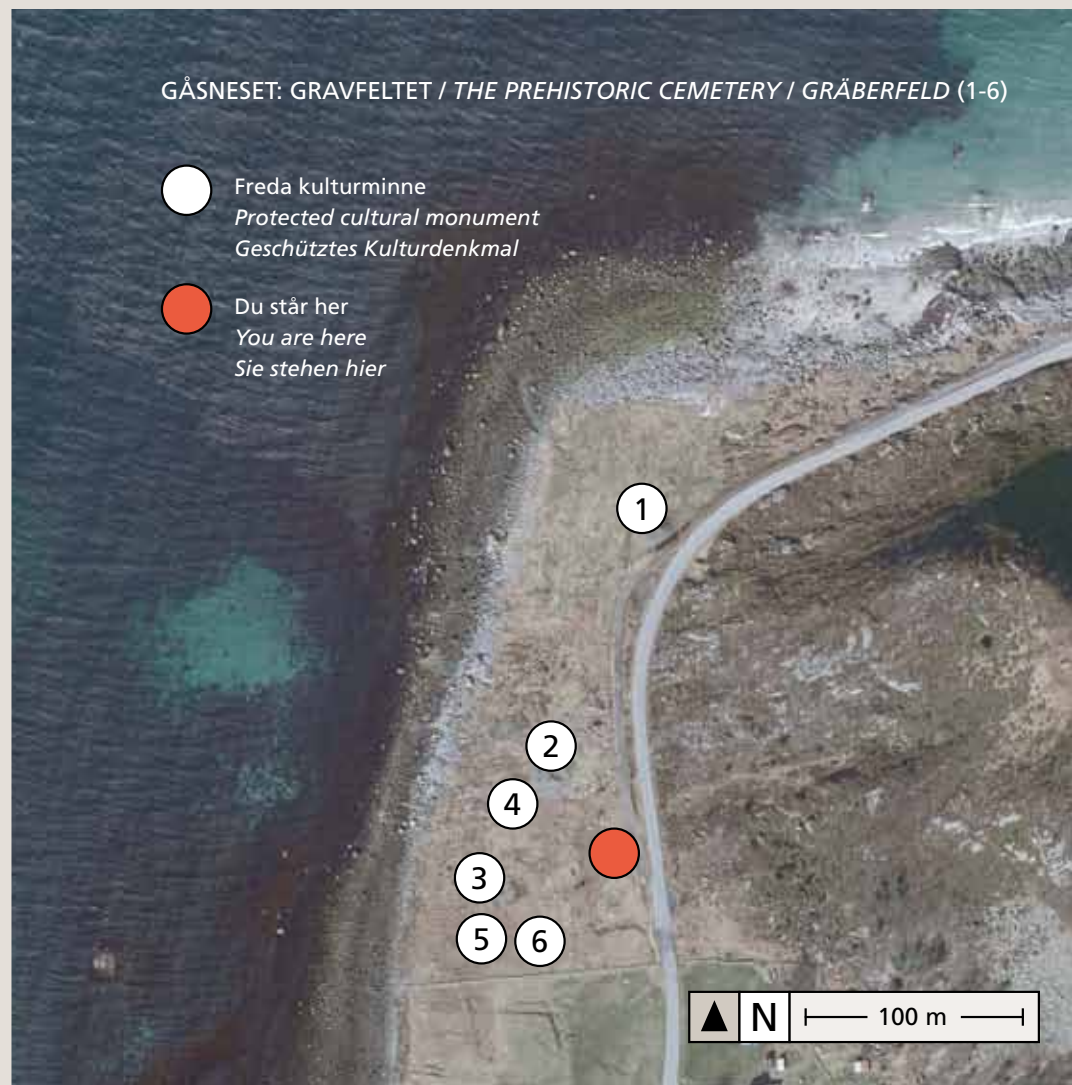 GÅSNESET: GRAVFELTET / THE PREHISTORIC CEMETERY / GRÄBERFELD (1-6)
Freda kulturminne
Protected cultural monument
Geschütztes Kulturdenkmal
Du står her
You are here
Sie stehen hier
1
2
4
3
5
6
N
100 m